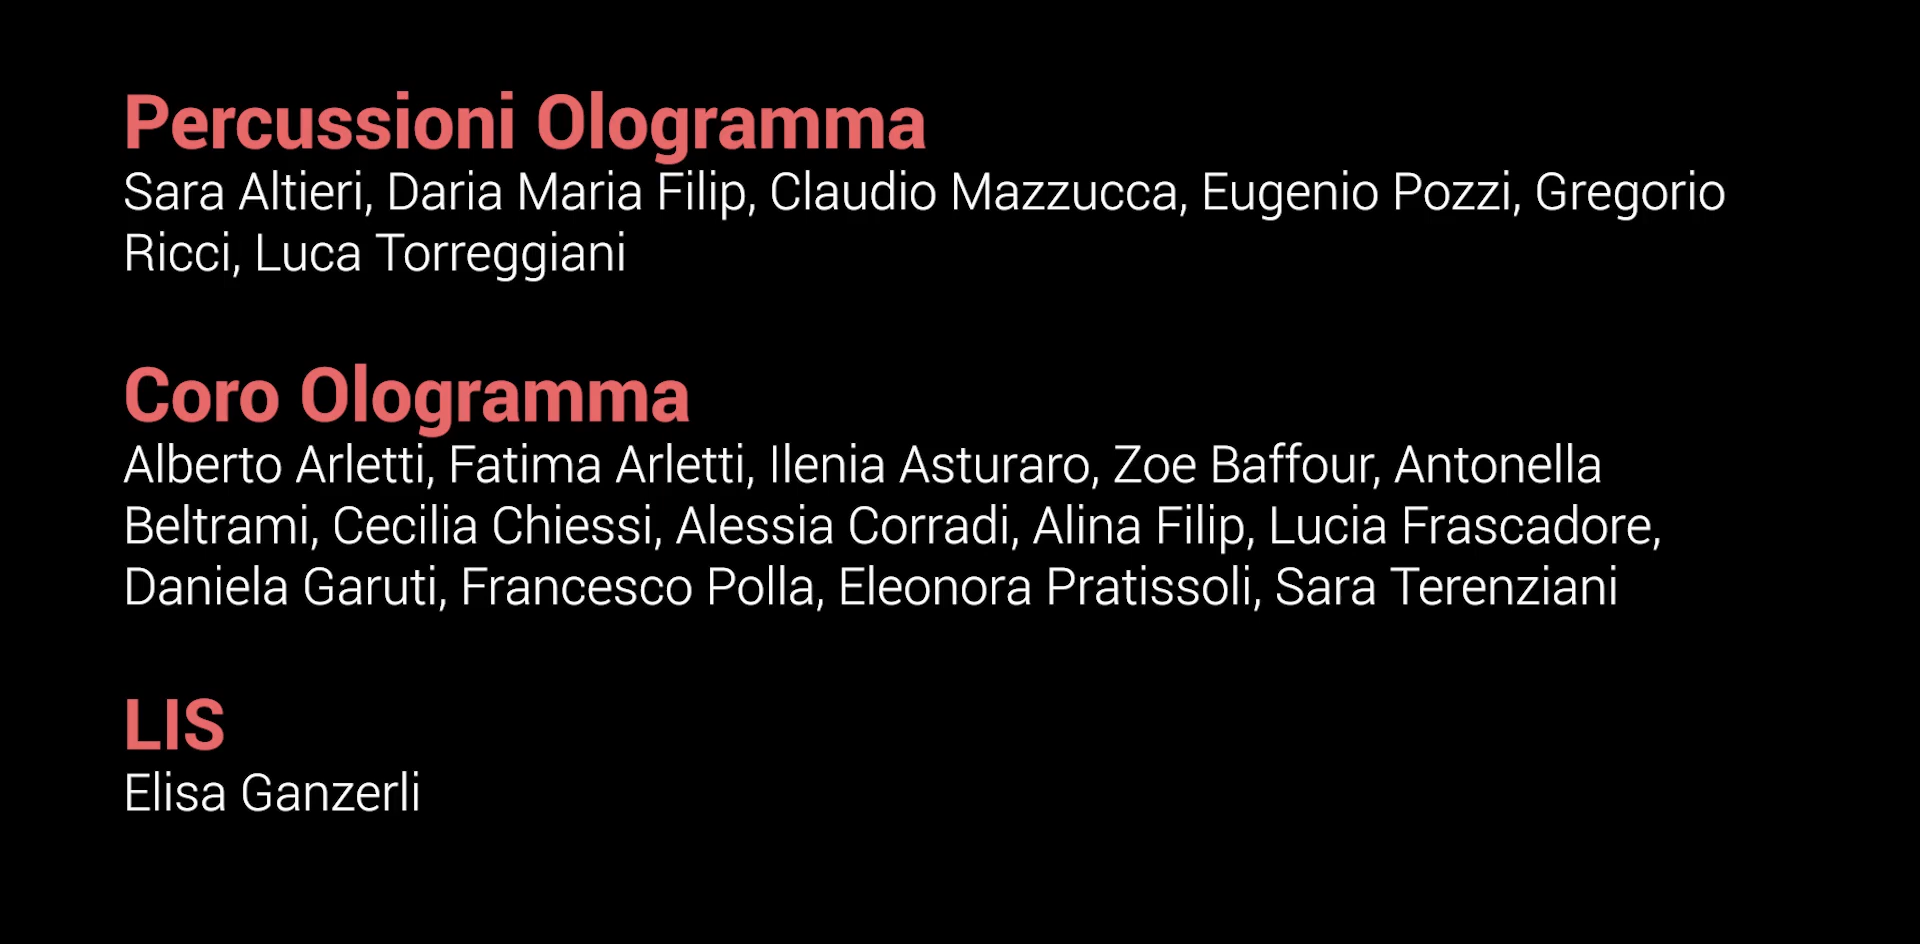 Percussioni Ologramma
Sara Altieri, Daria Maria Filip, Claudio Mazzucca, Eugenio Pozzi, Gregorio
Ricci, Luca Torreggiani
Coro Ologramma
Alberto Arletti, Fatima Arletti, Ilenia Asturaro, Zoe Baffour, Antonella
Beltrami, Cecilia Chiessi, Alessia Corradi, Alina Filip, Lucia Frascadore,
Daniela Garuti, Francesco Polla, Eleonora Pratissoli, Sara Terenziani
LIS
Elisa Ganzerli